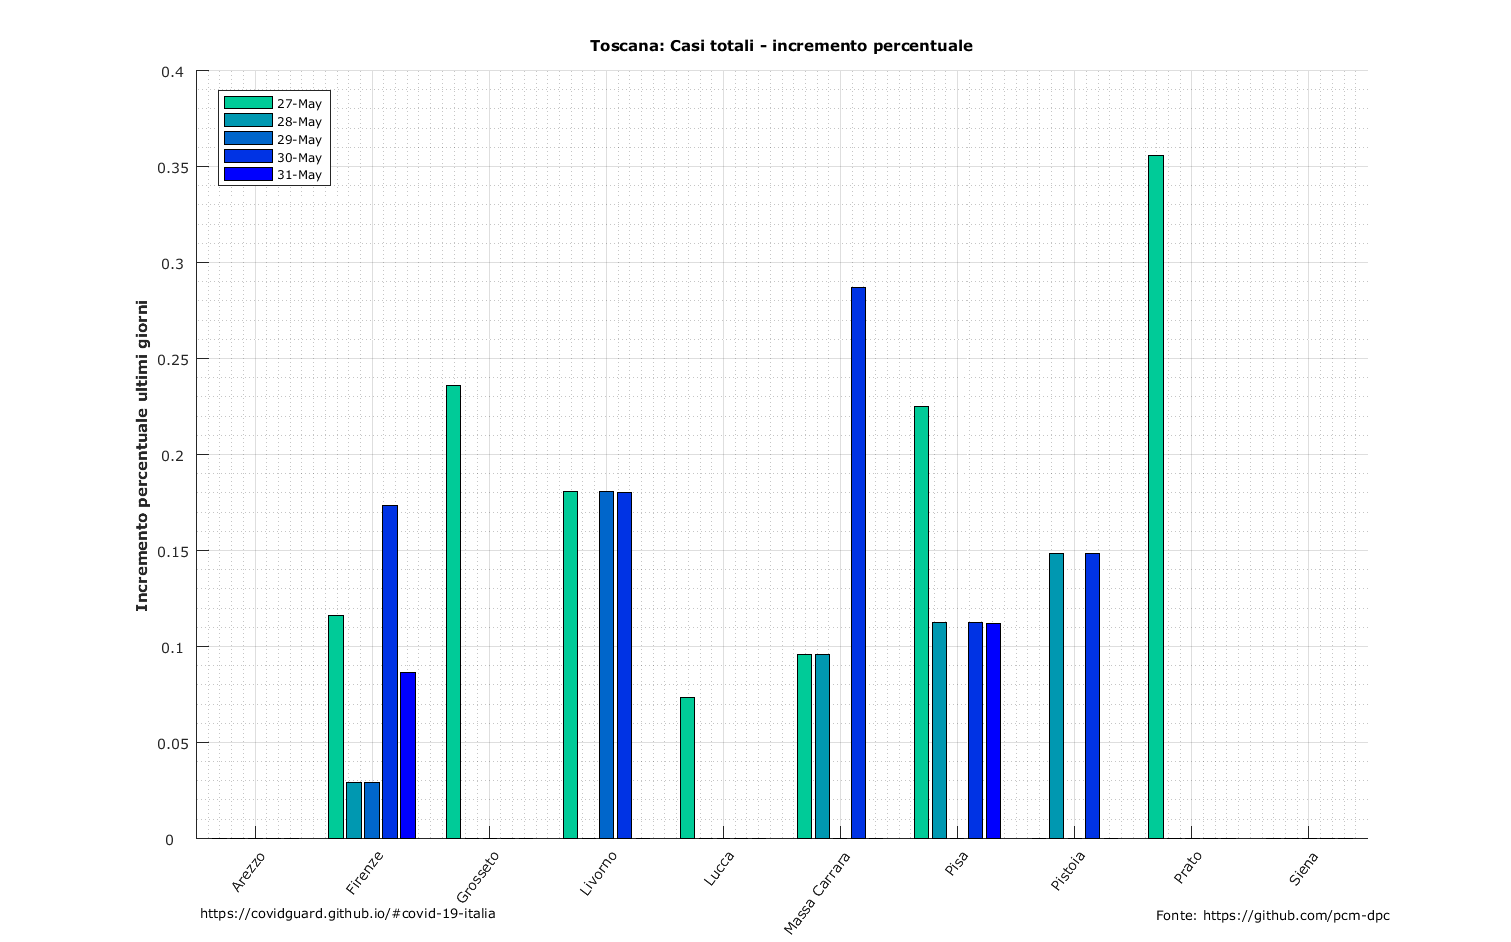 Toscana: Casi totali - incremento percentuale
0.4
0.35
0.3
0.25
0.2
0.15
0.1
0.05
0
Incremento percentuale ultimi giorni
27-May
28-May
29-May
30-May
31-May
Arezzo
Firenze
Grosseto
Livorno
Lucca
Massa Carrara
Pisa
Pistoia
Prato
Siena
https://covidguard.github.io/#covid-19-italia
Fonte: https://github.com/pcm-dpc